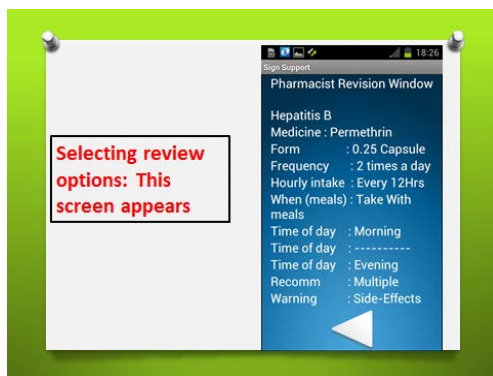 Selecting review
options: This
screen appears
18:26
Sign Support
Pharmacist Revision Window
Hepatitis B
Medicine : Permethrin
Form : 0.25 Capsule
Frequency : 2 times a day
Hourly intake : Every 12Hrs
When (meals) : Take With
meals
Time of day : Morning
Time of day : ----------
Time of day : Evening
Recomm : Multiple
Warning : Side-Effects